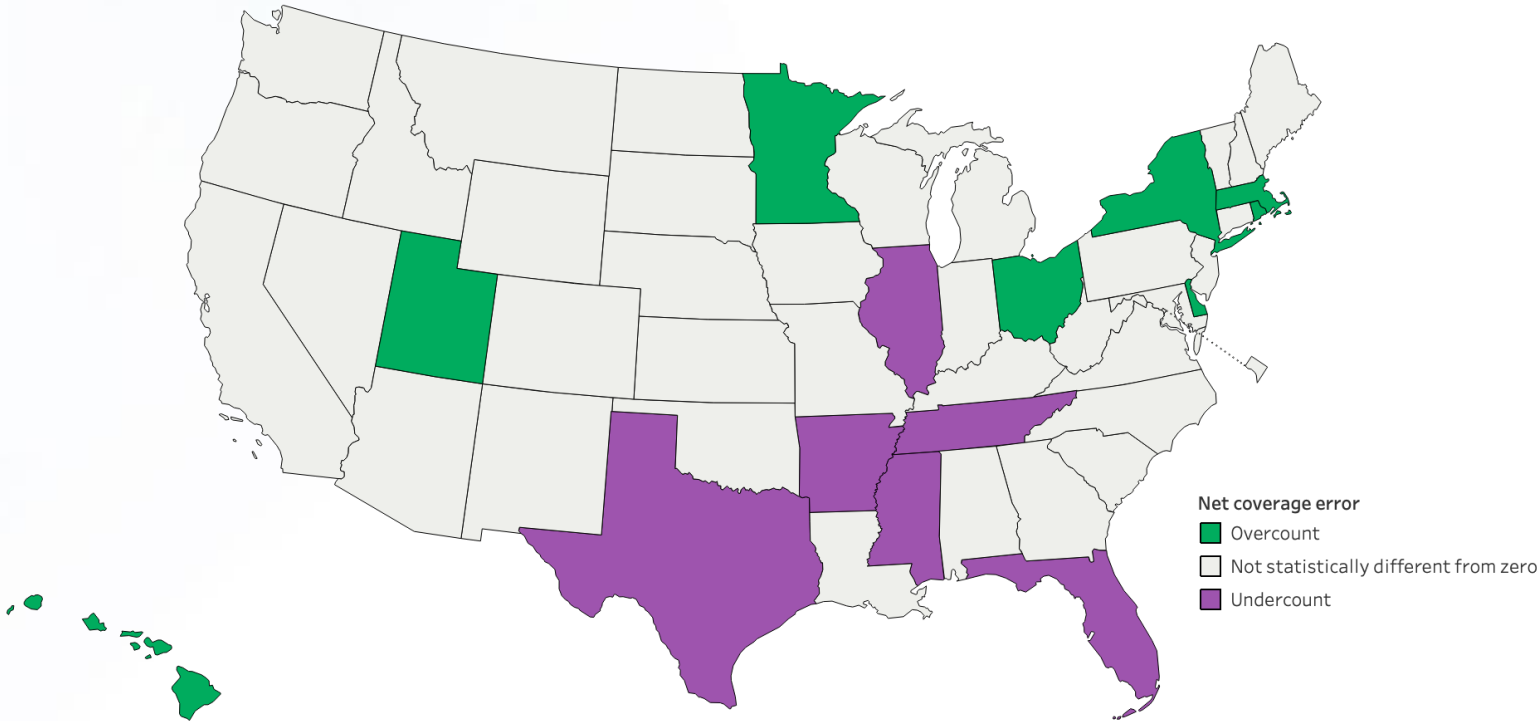 Net coverage error
Overcount
Not statistically different from zero
Undercount